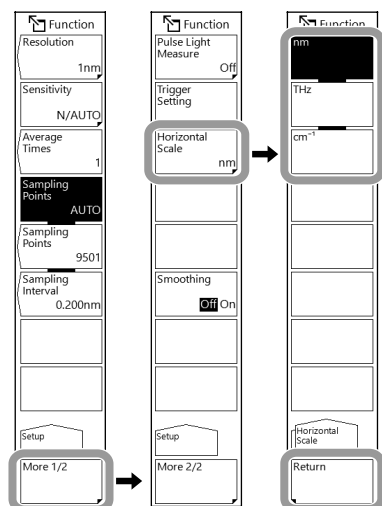 Function
Resolution
1nm
Sensitivity
N/AUTO
Average
Times
1
Sampling
Points
AUTO
Sampling
Points
9501
Sampling
Interval
0.200nm
Setup
More 1/2
Function
Pulse Light
Measure
Off
Trigger
Setting
Horizontal
Scale
nm
Smoothing
Off On
Setup
More 2/2
Function
nm
THz
cm⁻¹
Horizontal
Scale
Return